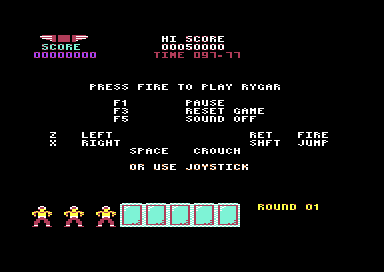 HI SCORE
SCORE 00050000
00000000 TIME 097-77
PRESS FIRE TO PLAY RYGAR
F1 PAUSE
F3 RESET GAME
F5 SOUND OFF
Z LEFT RET FIRE
X RIGHT SHFT JUMP
SPACE CROUCH
OR USE JOYSTICK
ROUND 01